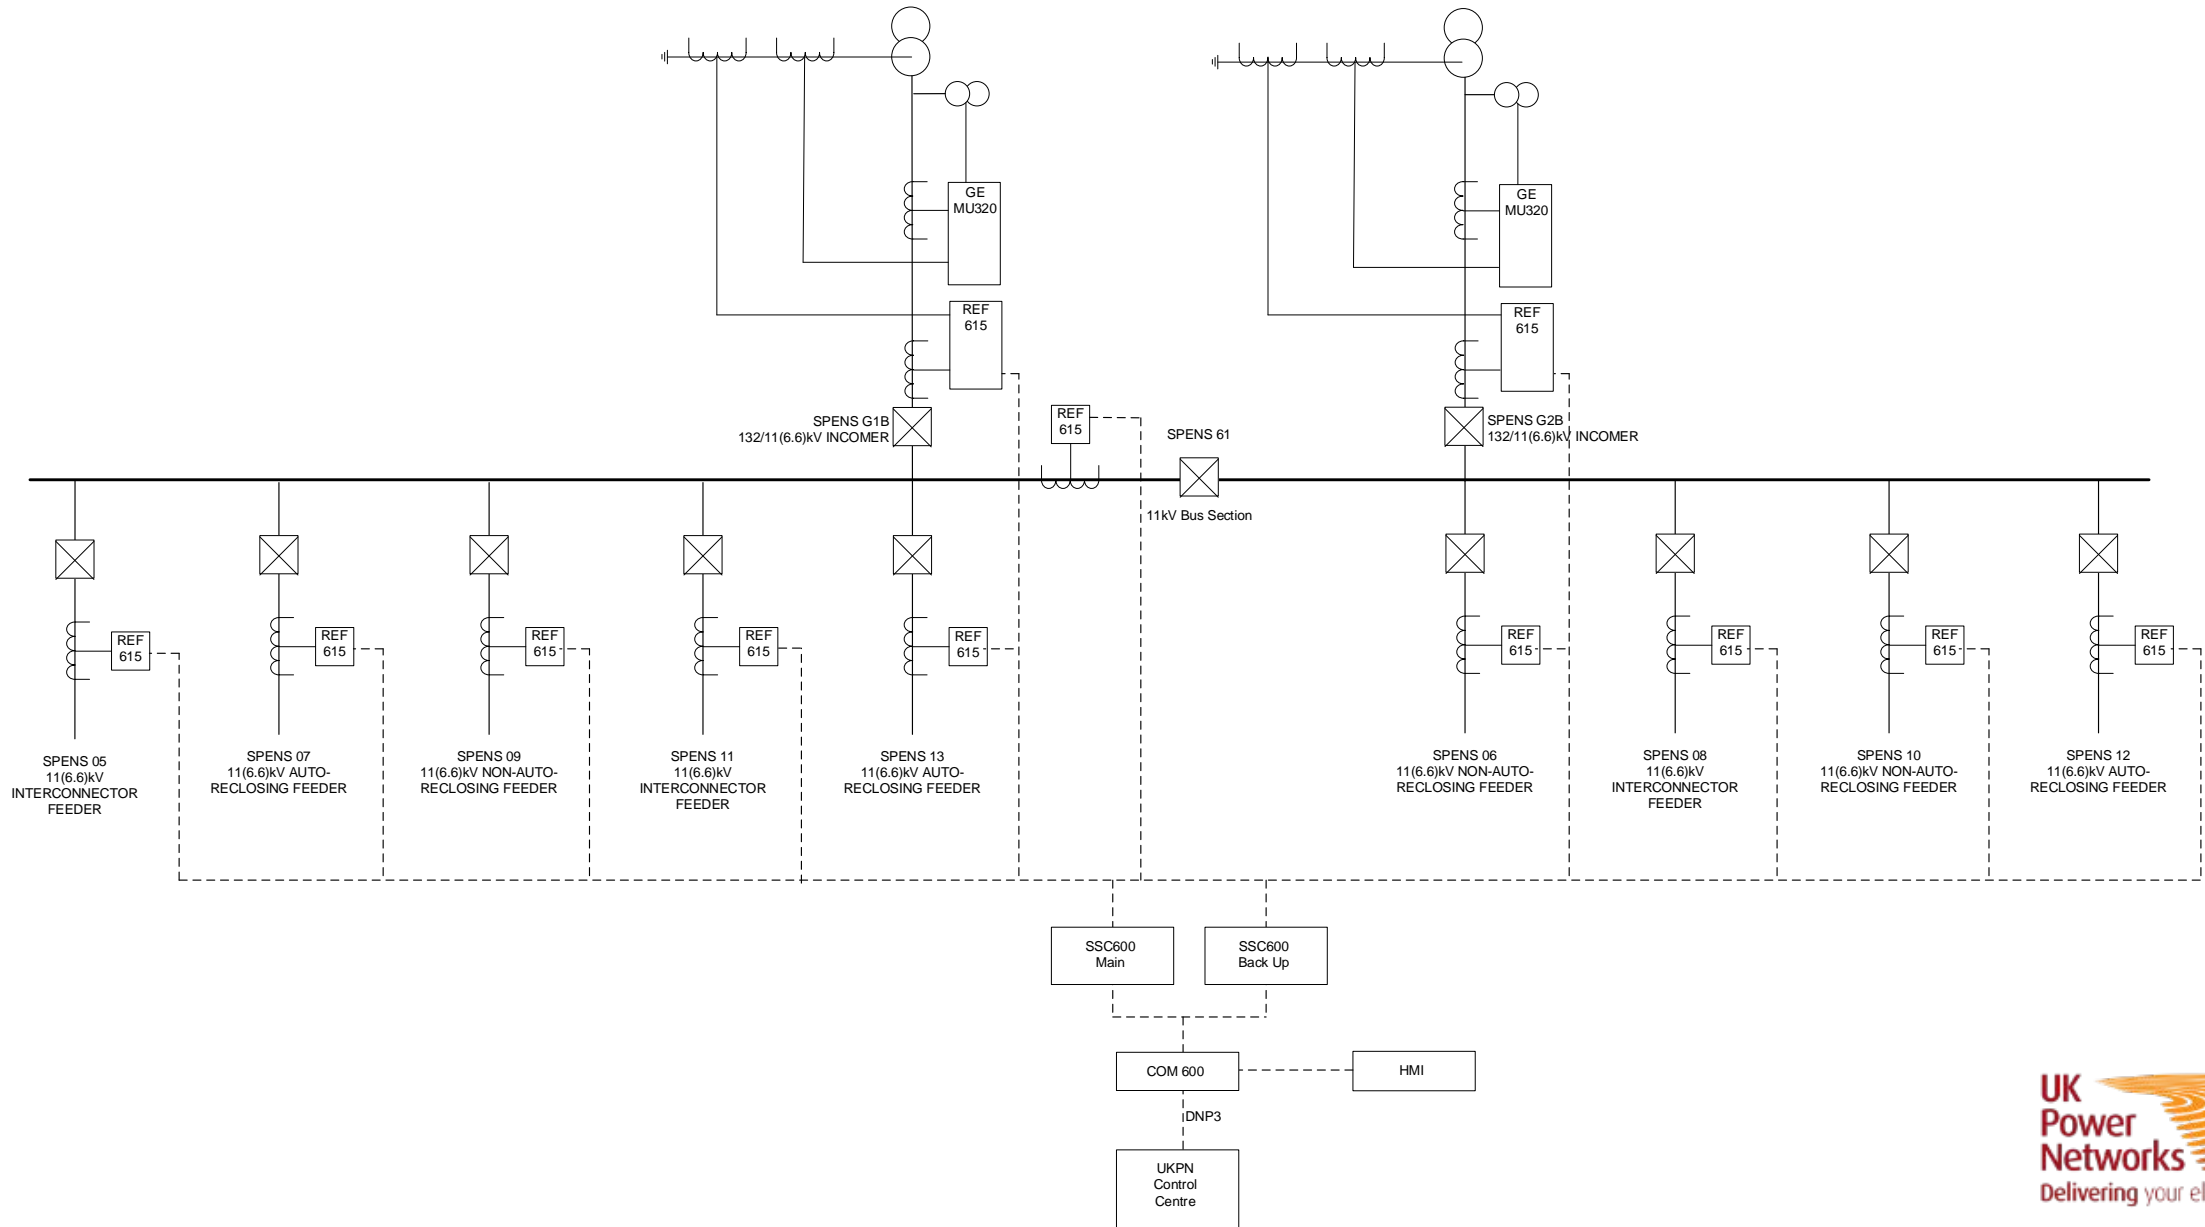 GE
MU320
GE
MU320
REF
615
REF
615
SPENS G1B
132/11(6.6)kV INCOMER
REF
615
SPENS 61
SPENS G2B
132/11(6.6)kV INCOMER
11kV Bus Section
REF
615
REF
615
REF
615
REF
615
REF
615
REF
615
REF
615
REF
615
REF
615
SPENS 05
11(6.6)kV
INTERCONNECTOR
FEEDER
SPENS 07
11(6.6)kV AUTO-
RECLOSING FEEDER
SPENS 09
11(6.6)kV NON-AUTO-
RECLOSING FEEDER
SPENS 11
11(6.6)kV
INTERCONNECTOR
FEEDER
SPENS 13
11(6.6)kV AUTO-
RECLOSING FEEDER
SPENS 06
11(6.6)kV NON-AUTO-
RECLOSING FEEDER
SPENS 08
11(6.6)kV
INTERCONNECTOR
FEEDER
SPENS 10
11(6.6)kV NON-AUTO-
RECLOSING FEEDER
SPENS 12
11(6.6)kV AUTO-
RECLOSING FEEDER
SSC600
Main
SSC600
Back Up
COM 600
HMI
DNP3
UKPN
Control
Centre
UK
Power
Networks
Delivering your